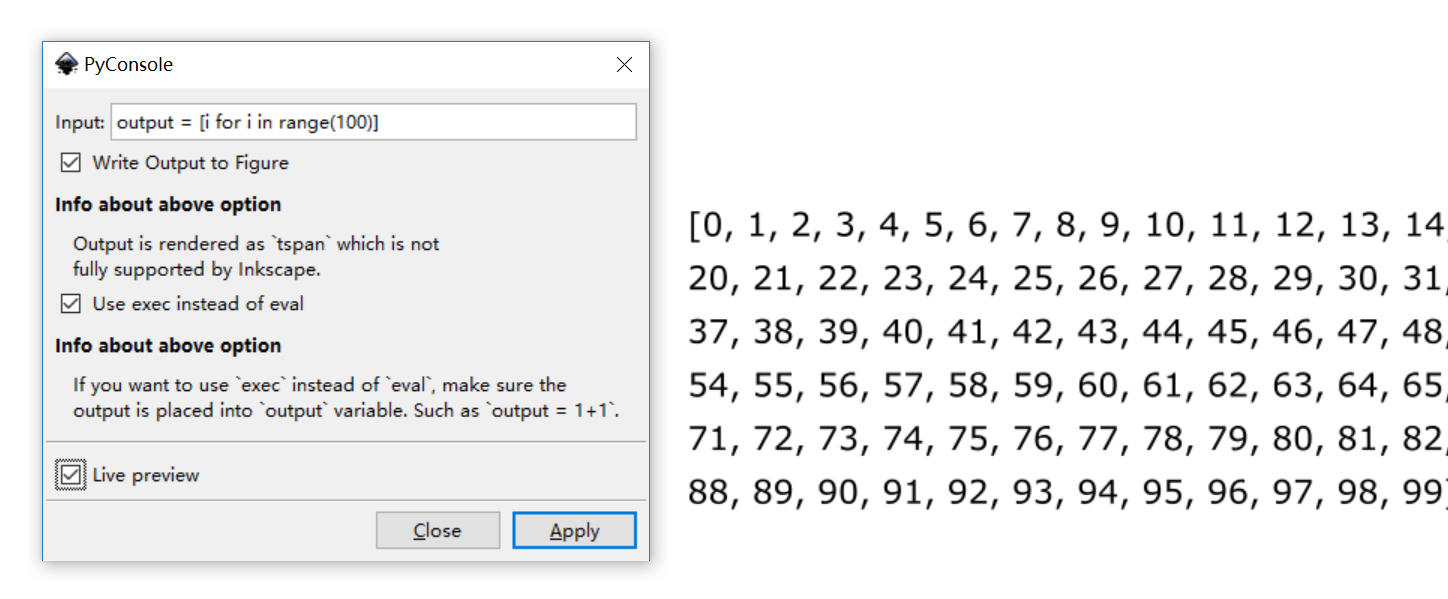 PyConsole
Input: output = [i for i in range(100)]
Write Output to Figure
Info about above option
Output is rendered as `tspan` which is not
fully supported by Inkscape.
Use exec instead of eval
Info about above option
If you want to use `exec` instead of `eval`, make sure the
output is placed into `output` variable. Such as `output = 1+1`.
Live preview
Close Apply
[0, 1, 2, 3, 4, 5, 6, 7, 8, 9, 10, 11, 12, 13, 14,
20, 21, 22, 23, 24, 25, 26, 27, 28, 29, 30, 31,
37, 38, 39, 40, 41, 42, 43, 44, 45, 46, 47, 48,
54, 55, 56, 57, 58, 59, 60, 61, 62, 63, 64, 65,
71, 72, 73, 74, 75, 76, 77, 78, 79, 80, 81, 82,
88, 89, 90, 91, 92, 93, 94, 95, 96, 97, 98, 99]